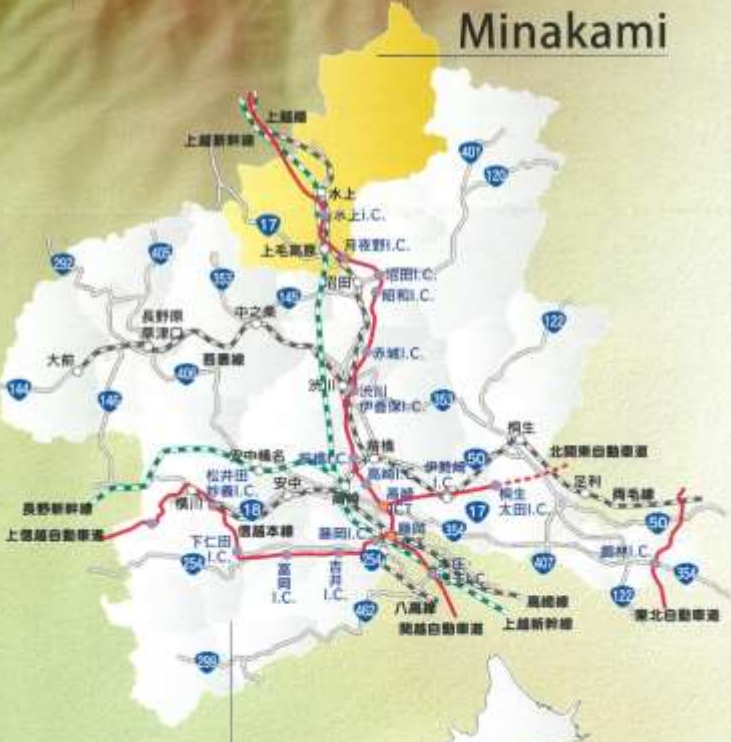 Minakami
上越線
上越新幹線
401
120
水上
水上I.C.
17
上毛高原
月夜野I.C.
292
405
353
145
沼田
沼田I.C.
昭和I.C.
長野原
草津口
中之条
大前
吾妻線
赤城I.C.
122
144
146
406
渋川
渋川
伊香保I.C.
353
桐生
北関東自動車道
安中榛名
前橋I.C.
前橋
高崎I.C.
伊勢崎
50
足利
両毛線
松井田
妙義I.C.
安中
高崎
高崎
桐生
太田I.C.
長野新幹線
横川
18
信越本線
17
50
上信越自動車道
藤岡I.C.
藤岡
354
館林I.C.
下仁田
I.C.
254
富岡
I.C.
吉井
I.C.
254
407
122
354
462
八高線
高崎線
関越自動車道
上越新幹線
東北自動車道
299